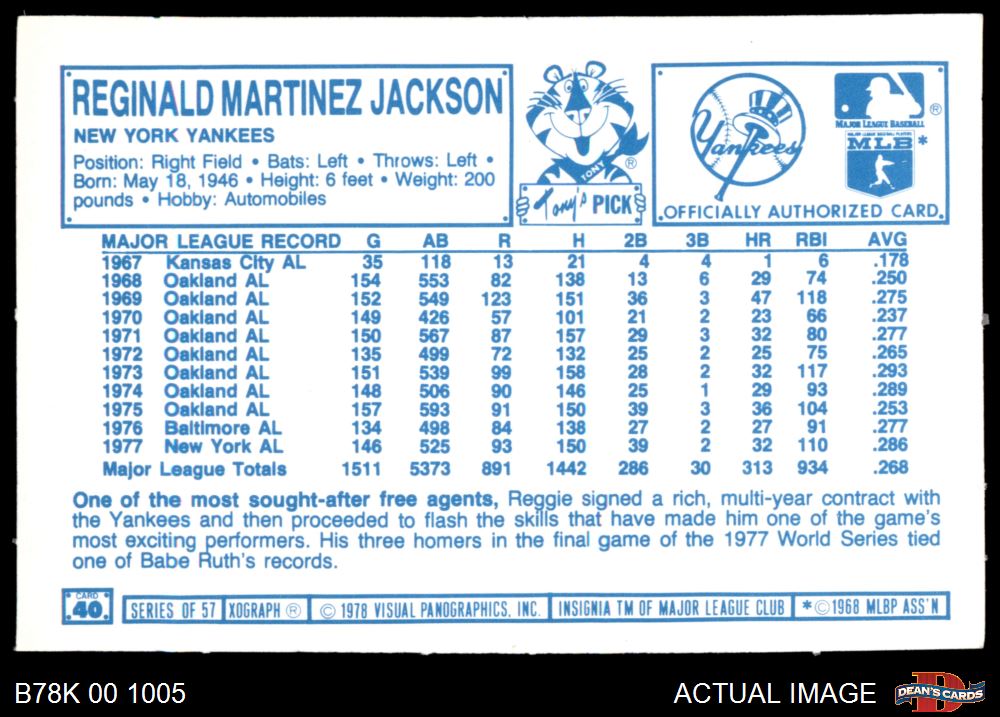 REGINALD MARTINEZ JACKSON
NEW YORK YANKEES
Position: Right Field • Bats: Left • Throws: Left •
Born: May 18, 1946 • Height: 6 feet • Weight: 200
pounds • Hobby: Automobiles
TONY ®
Tony's PICK
Yankees
MAJOR LEAGUE BASEBALL ®
MAJOR LEAGUE BASEBALL PLAYERS
MLB *
OFFICIALLY AUTHORIZED CARD
MAJOR LEAGUE RECORD G AB R H 2B 3B HR RBI AVG
1967 Kansas City AL 35 118 13 21 4 4 1 6 .178
1968 Oakland AL 154 553 82 138 13 6 29 74 .250
1969 Oakland AL 152 549 123 151 36 3 47 118 .275
1970 Oakland AL 149 426 57 101 21 2 23 66 .237
1971 Oakland AL 150 567 87 157 29 3 32 80 .277
1972 Oakland AL 135 499 72 132 25 2 25 75 .265
1973 Oakland AL 151 539 99 158 28 2 32 117 .293
1974 Oakland AL 148 506 90 146 25 1 29 93 .289
1975 Oakland AL 157 593 91 150 39 3 36 104 .253
1976 Baltimore AL 134 498 84 138 27 2 27 91 .277
1977 New York AL 146 525 93 150 39 2 32 110 .286
Major League Totals 1511 5373 891 1442 286 30 313 934 .268
One of the most sought-after free agents, Reggie signed a rich, multi-year contract with
the Yankees and then proceeded to flash the skills that have made him one of the game's
most exciting performers. His three homers in the final game of the 1977 World Series tied
one of Babe Ruth's records.
CARD
40
SERIES OF 57 XOGRAPH ® © 1978 VISUAL PANOGRAPHICS, INC. INSIGNIA TM OF MAJOR LEAGUE CLUB * © 1968 MLBP ASS'N
B78K 00 1005
ACTUAL IMAGE
D
DEAN'S CARDS